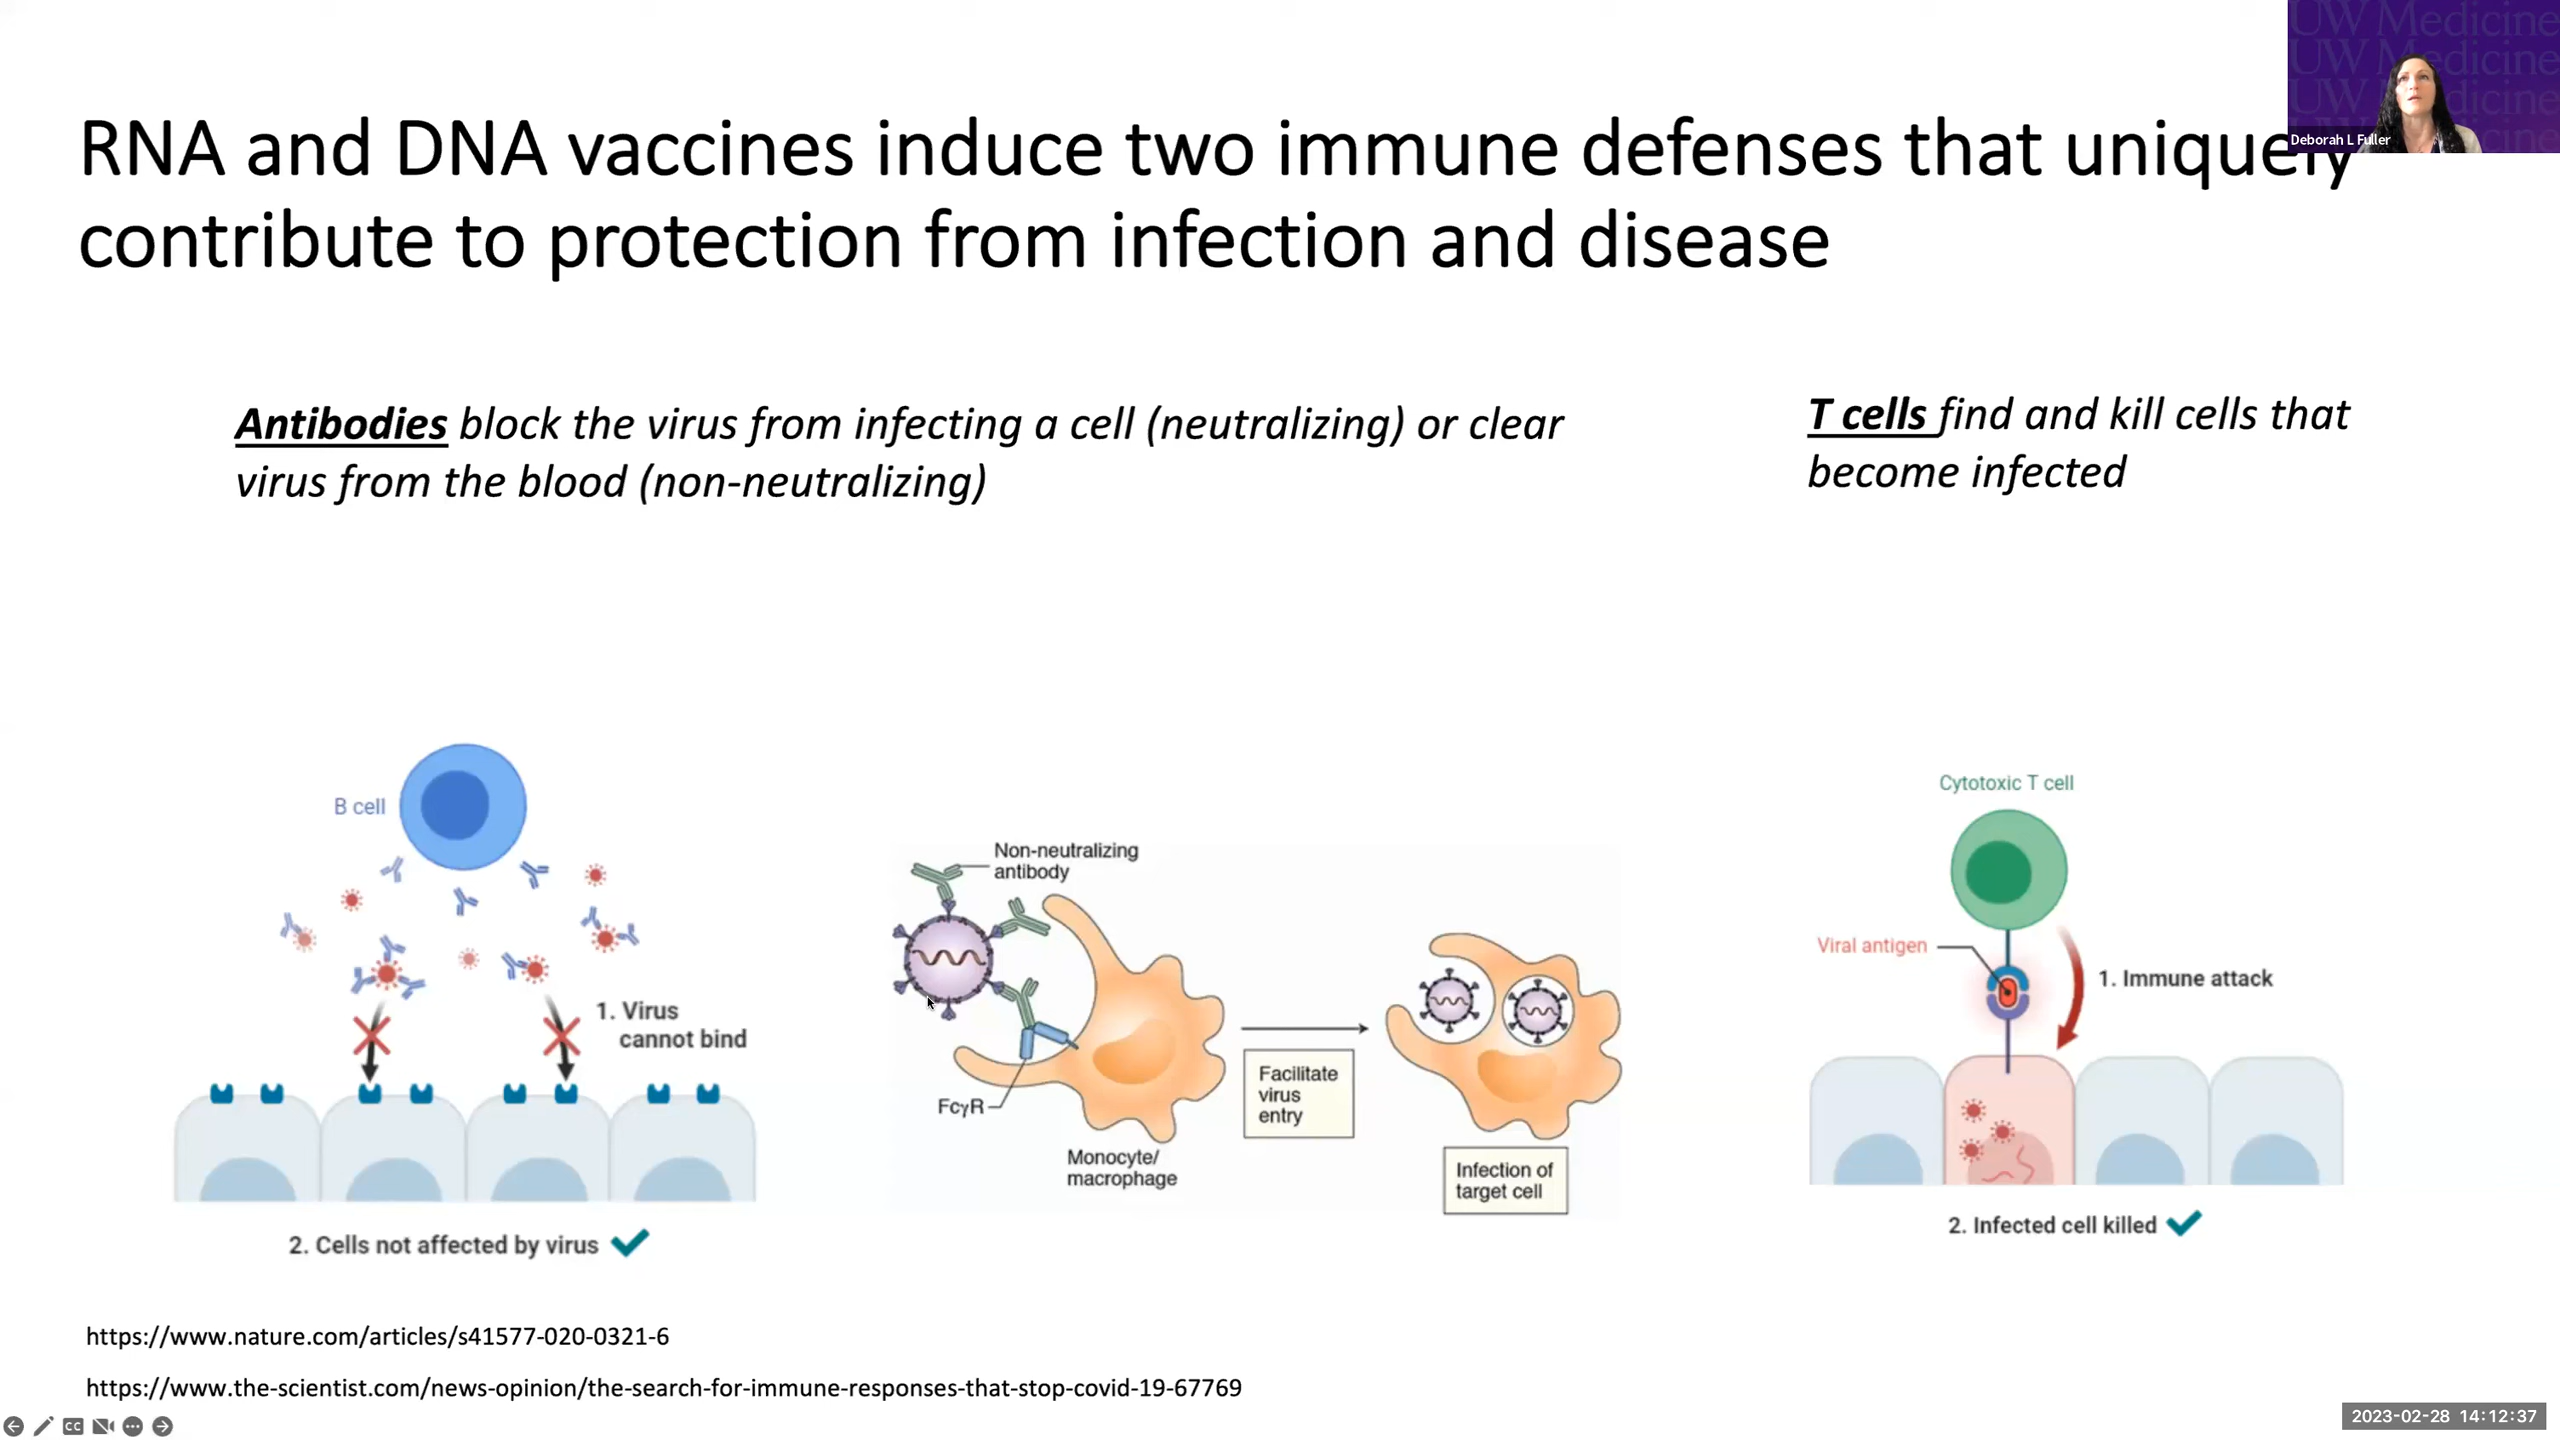 UW Medicine
UW Medicine
RNA and DNA vaccines induce two immune defenses that uniquely
contribute to protection from infection and disease
Deborah L Fuller
Antibodies block the virus from infecting a cell (neutralizing) or clear
virus from the blood (non-neutralizing)
T cells find and kill cells that
become infected
B cell
1. Virus
cannot bind
2. Cells not affected by virus
Non-neutralizing
antibody
FcγR
Monocyte/
macrophage
Facilitate
virus
entry
Infection of
target cell
Cytotoxic T cell
Viral antigen
1. Immune attack
2. Infected cell killed
https://www.nature.com/articles/s41577-020-0321-6
https://www.the-scientist.com/news-opinion/the-search-for-immune-responses-that-stop-covid-19-67769
CC
2023-02-28 14:12:37